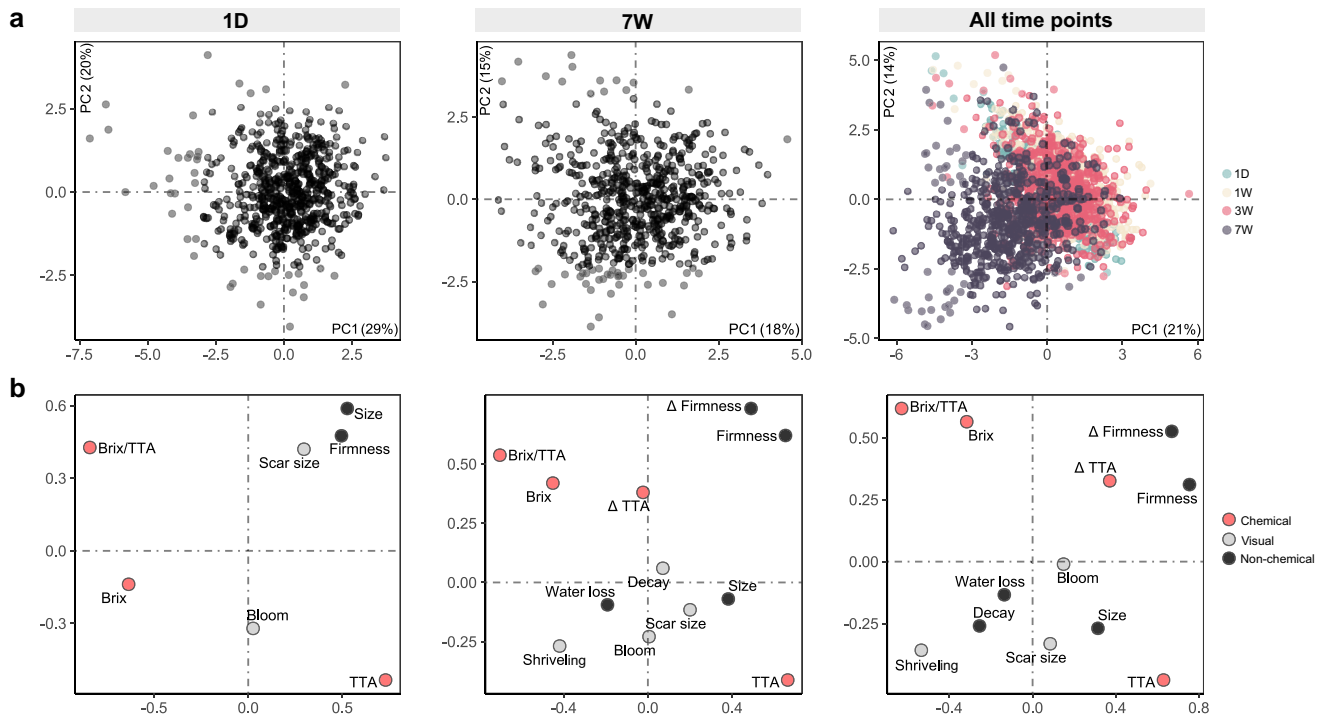 a
1D
7W
All time points
PC2 (20%)
2.5
0.0
-2.5
PC1 (29%)
-7.5
-5.0
-2.5
0.0
2.5
PC2 (15%)
2.5
0.0
-2.5
PC1 (18%)
-2.5
0.0
2.5
5.0
PC2 (14%)
5.0
2.5
0.0
-2.5
-5.0
PC1 (21%)
-6
-3
0
3
6
1D
1W
3W
7W
b
0.6
0.3
0.0
-0.3
Size
Firmness
Scar size
Brix/TTA
Brix
Bloom
TTA
-0.5
0.0
0.5
0.50
0.25
0.00
-0.25
Δ Firmness
Firmness
Brix/TTA
Brix
Δ TTA
Decay
Water loss
Size
Scar size
Bloom
Shriveling
TTA
-0.4
0.0
0.4
0.50
0.25
0.00
-0.25
Brix/TTA
Brix
Δ Firmness
Δ TTA
Firmness
Bloom
Water loss
Decay
Size
Scar size
Shriveling
TTA
-0.4
0.0
0.4
0.8
Chemical
Visual
Non-chemical